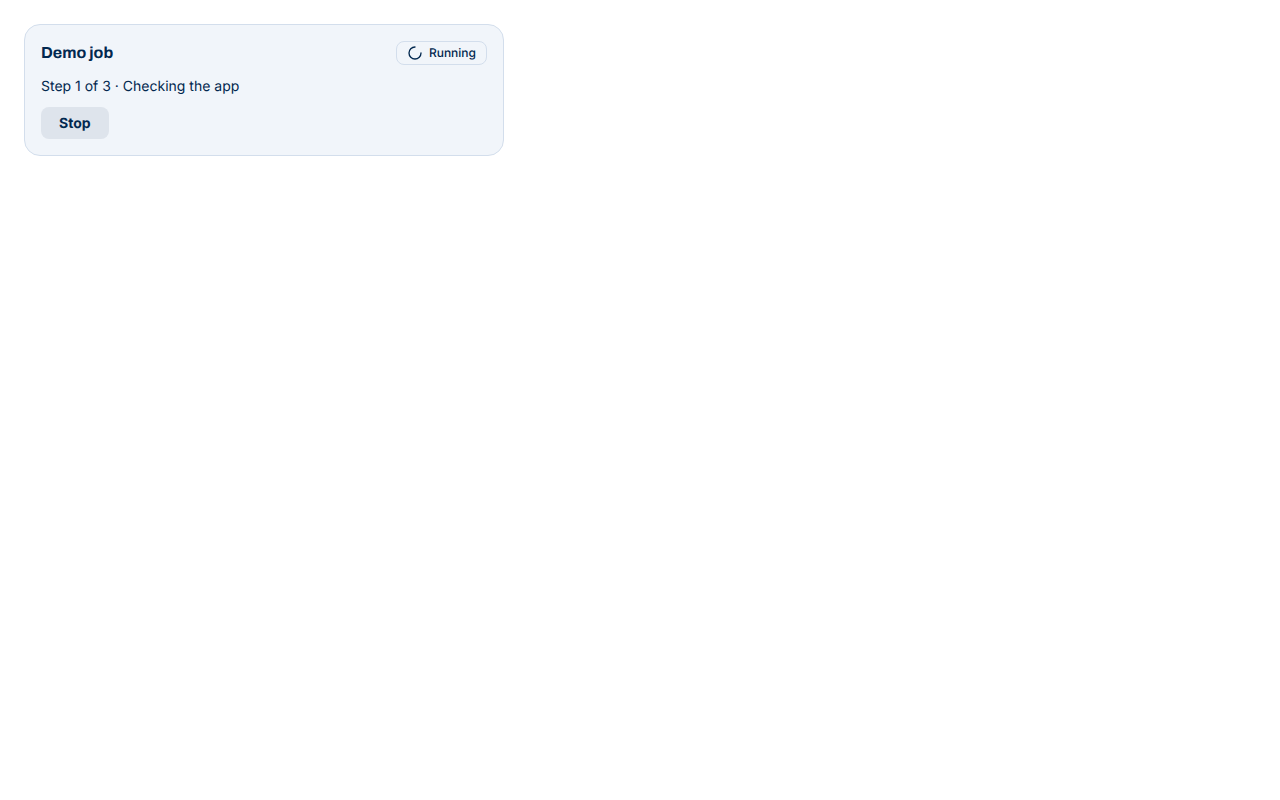 Demo job
Running
Step 1 of 3 · Checking the app
Stop